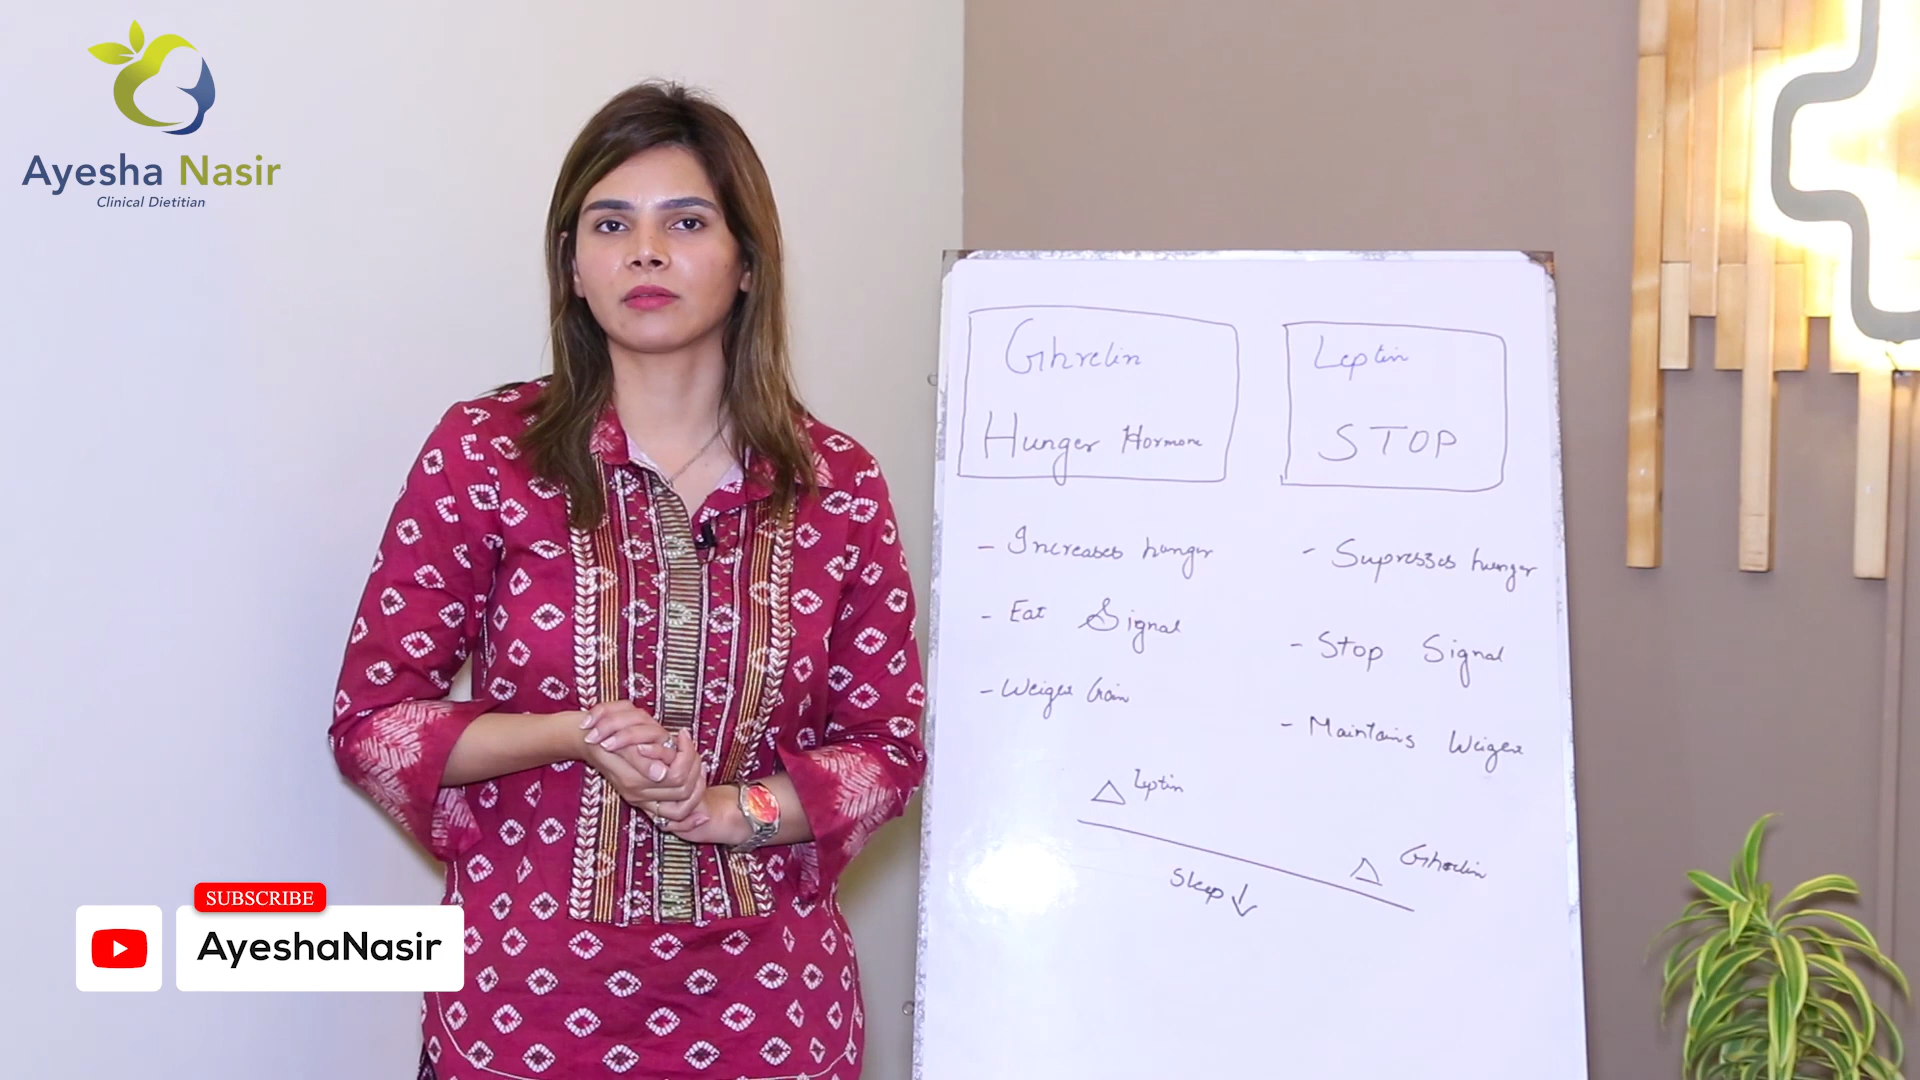 Ayesha Nasir
Clinical Dietitian
Ghrelin
Hunger Hormone
- Increases hunger
- Eat Signal
- Weight Gain
Leptin
STOP
- Supresses hunger
- Stop Signal
- Maintains Weight
△ Leptin
△ Ghrelin
Sleep ↓
SUBSCRIBE
AyeshaNasir